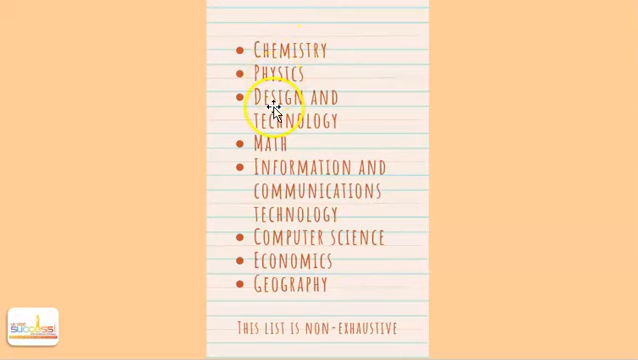 Chemistry
Physics
Design and
technology
Math
Information and
communications
technology
Computer science
Economics
Geography
This list is non-exhaustive
success